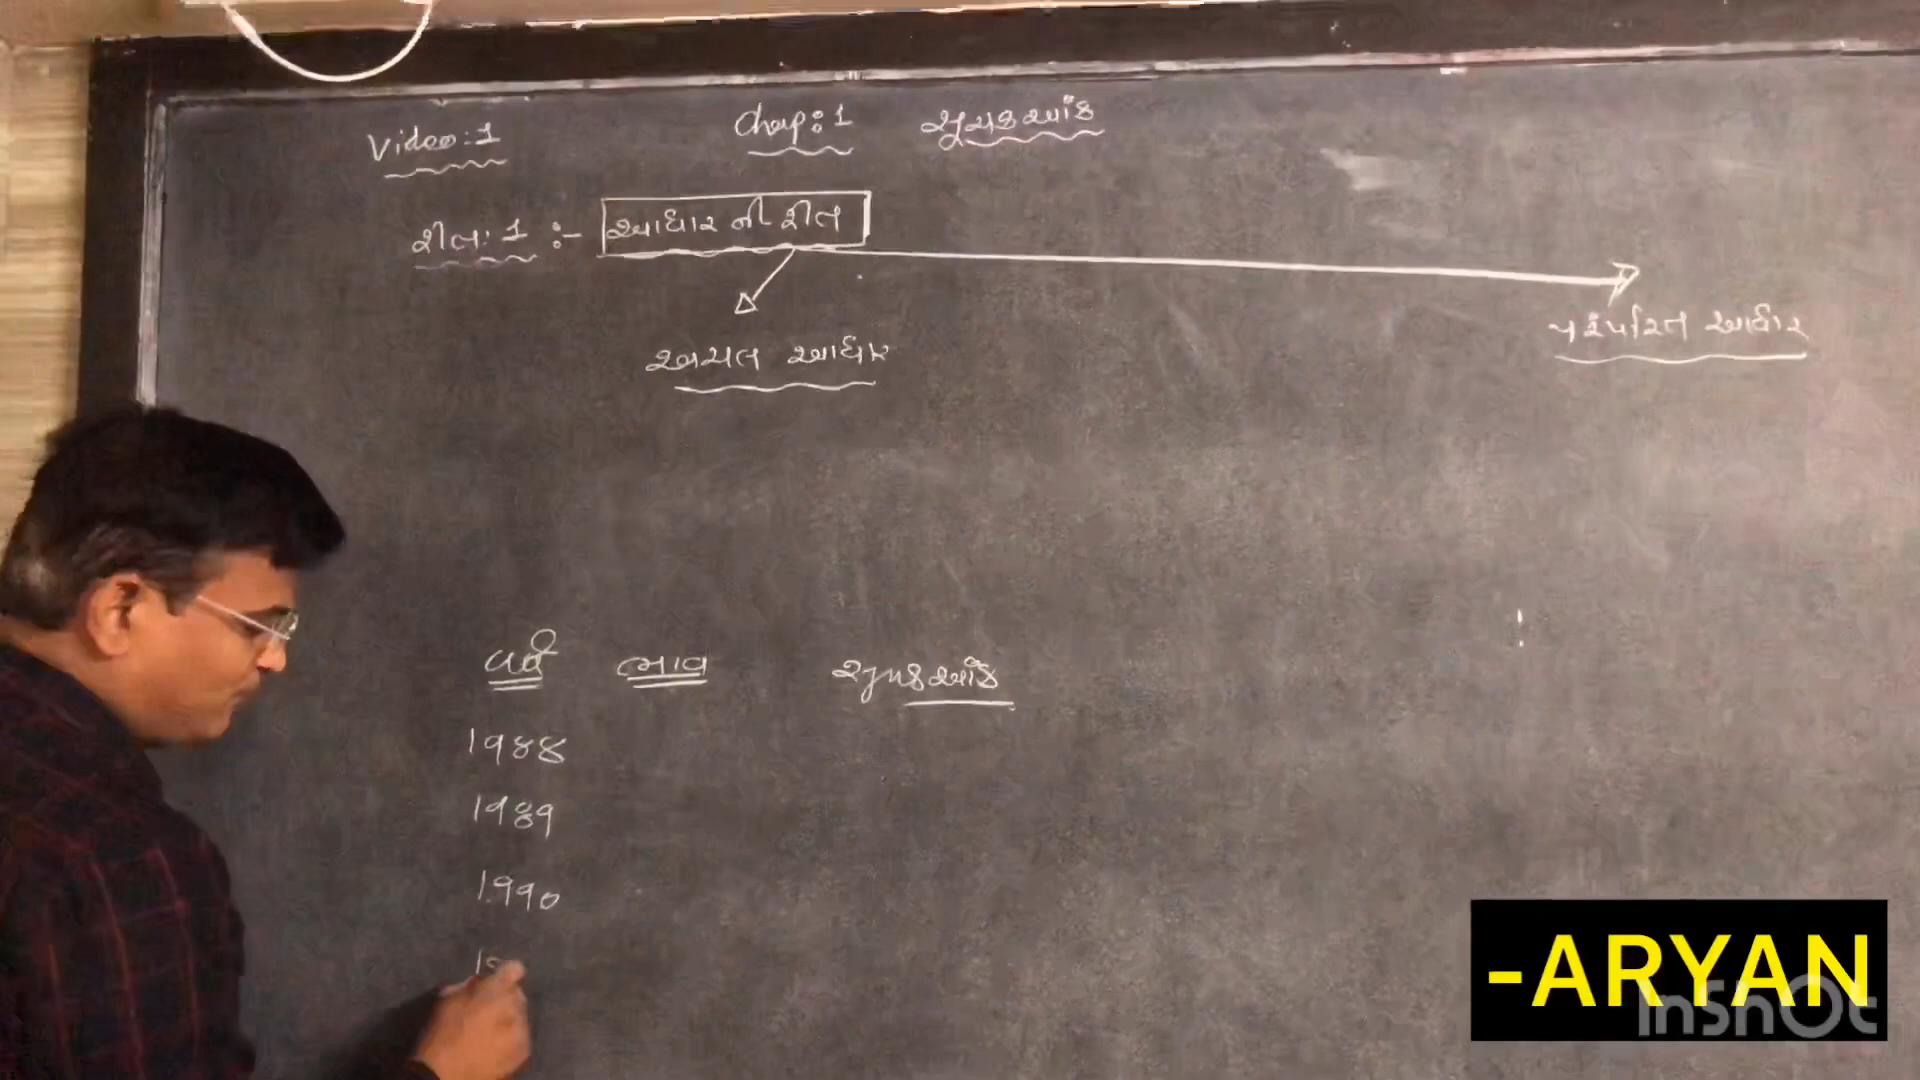 Video:1 Chap:1 સૂચકઆંક
રીત:1 :- આધાર ની રીત
અચલ આધાર પરંપરિત આધાર
વર્ષ ભાવ સૂચકઆંક
1988
1989
1990
19
-ARYAN
InShOt